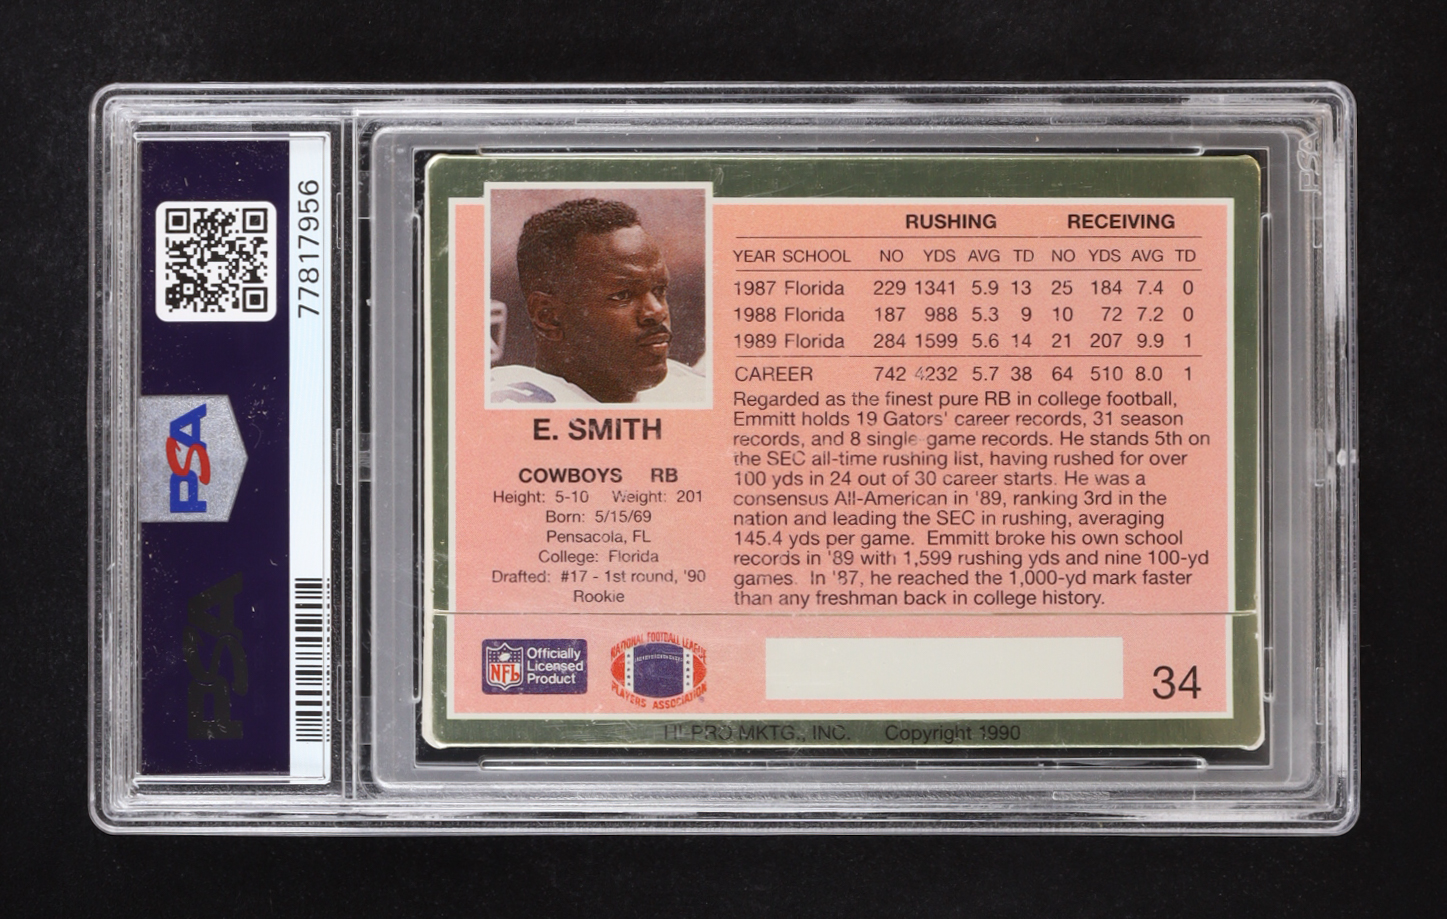 77817956
PSA
PSA
PSA
RUSHING RECEIVING
YEAR SCHOOL NO YDS AVG TD NO YDS AVG TD
1987 Florida 229 1341 5.9 13 25 184 7.4 0
1988 Florida 187 988 5.3 9 10 72 7.2 0
1989 Florida 284 1599 5.6 14 21 207 9.9 1
CAREER 742 4232 5.7 38 64 510 8.0 1
Regarded as the finest pure RB in college football,
Emmitt holds 19 Gators' career records, 31 season
records, and 8 single-game records. He stands 5th on
the SEC all-time rushing list, having rushed for over
100 yds in 24 out of 30 career starts. He was a
consensus All-American in '89, ranking 3rd in the
nation and leading the SEC in rushing, averaging
145.4 yds per game. Emmitt broke his own school
records in '89 with 1,599 rushing yds and nine 100-yd
games. In '87, he reached the 1,000-yd mark faster
than any freshman back in college history.
E. SMITH
COWBOYS RB
Height: 5-10 Weight: 201
Born: 5/15/69
Pensacola, FL
College: Florida
Drafted: #17 - 1st round, '90
Rookie
NFL
Officially
Licensed
Product
NATIONAL FOOTBALL LEAGUE
PLAYERS ASSOCIATION
34
HI-PRO MKTG., INC. Copyright 1990